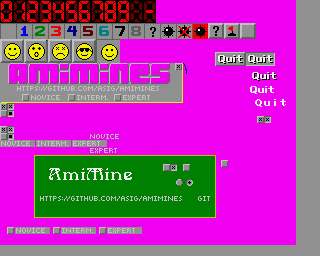 0123456789-
12345678?
?
Quit Quit
Quit
Quit
Quit
AMIMINES
HTTPS://GITHUB.COM/ASIG/AMIMINES
NOVICE INTERM. EXPERT
NOVICE
NOVICE INTERM. EXPERT
EXPERT
AmiMine
HTTPS://GITHUB.COM/ASIG/AMIMINES GIT
NOVICE INTERM. EXPERT